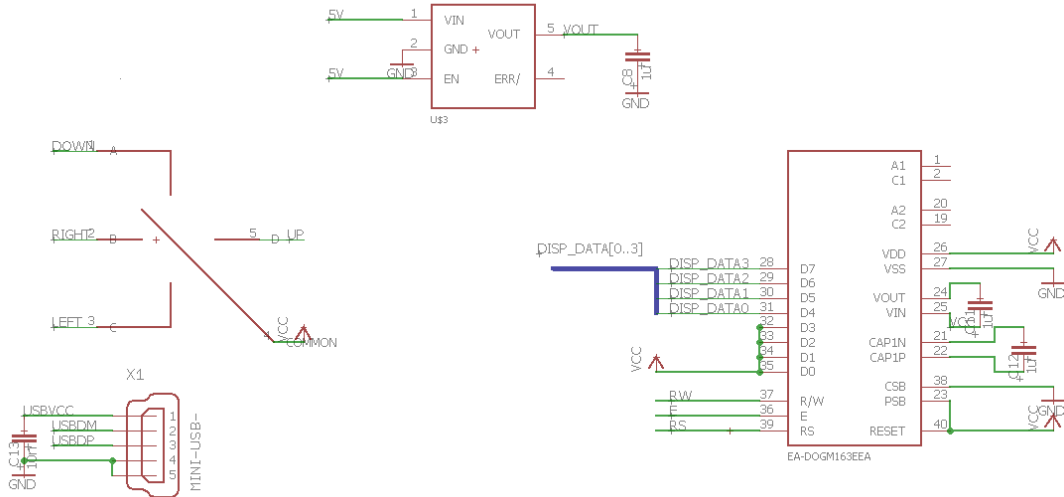 5V 1 VIN
VOUT 5 VOUT
2 GND
GND
5V 3 EN
ERR/ 4
C8
1u
GND
U$3
DOWN 1 A
RIGHT 2 B
5 D UP
LEFT 3 C
4 VCC
COMMON
X1
USBVCC 1
USBDM 2
USBDP 3
4
5
C13
10n
GND
MINI-USB-
DISP_DATA[0..3]
DISP_DATA3 28 D7
DISP_DATA2 29 D6
DISP_DATA1 30 D5
DISP_DATA0 31 D4
32 D3
33 D2
34 D1
35 D0
VCC
RW 37 R/W
E 36 E
RS 39 RS
A1 1
C1 2
A2 20
C2 19
VDD 26 VCC
VSS 27
GND
VOUT 24
VIN 25 VCC
1u
CAP1N 21
CAP1P 22
C12
1u
CSB 38
GND
PSB 23
VCC
RESET 40
EA-DOGM163EEA